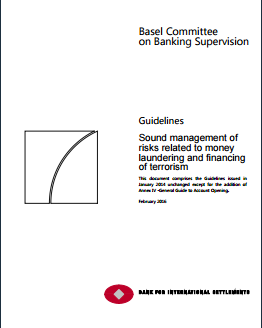 Basel Committee
on Banking Supervision
Guidelines
Sound management of
risks related to money
laundering and financing
of terrorism
This document comprises the Guidelines issued in
January 2014 unchanged except for the addition of
Annex IV -General Guide to Account Opening.
February 2016
BANK FOR INTERNATIONAL SETTLEMENTS